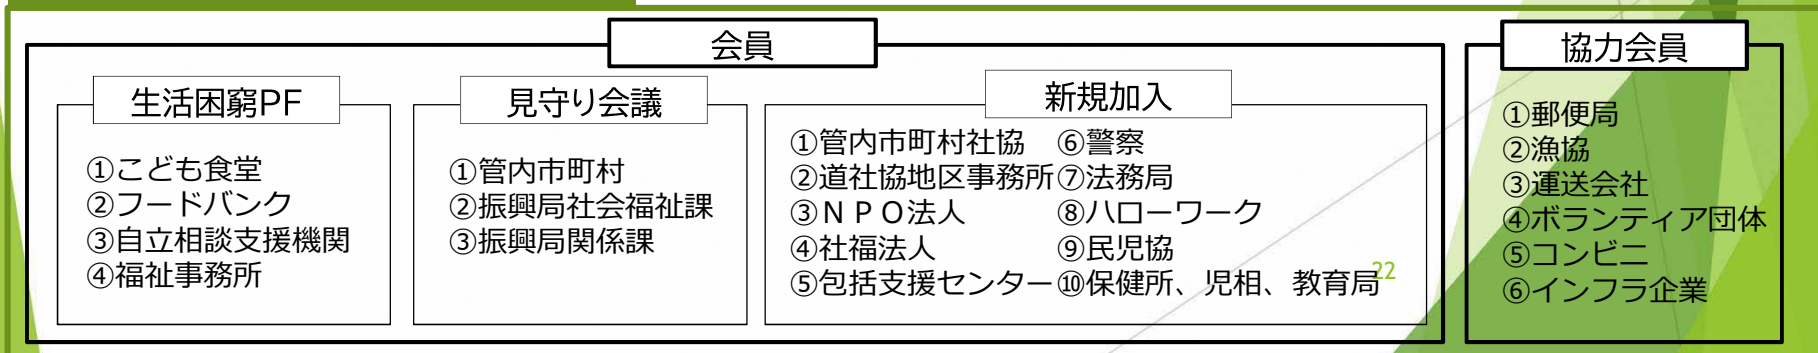 会員
生活困窮PF
①こども食堂
②フードバンク
③自立相談支援機関
④福祉事務所
見守り会議
①管内市町村
②振興局社会福祉課
③振興局関係課
新規加入
①管内市町村社協
②道社協地区事務所
③ＮＰＯ法人
④社福法人
⑤包括支援センター
⑥警察
⑦法務局
⑧ハローワーク
⑨民児協
⑩保健所、児相、教育局
22
協力会員
①郵便局
②漁協
③運送会社
④ボランティア団体
⑤コンビニ
⑥インフラ企業